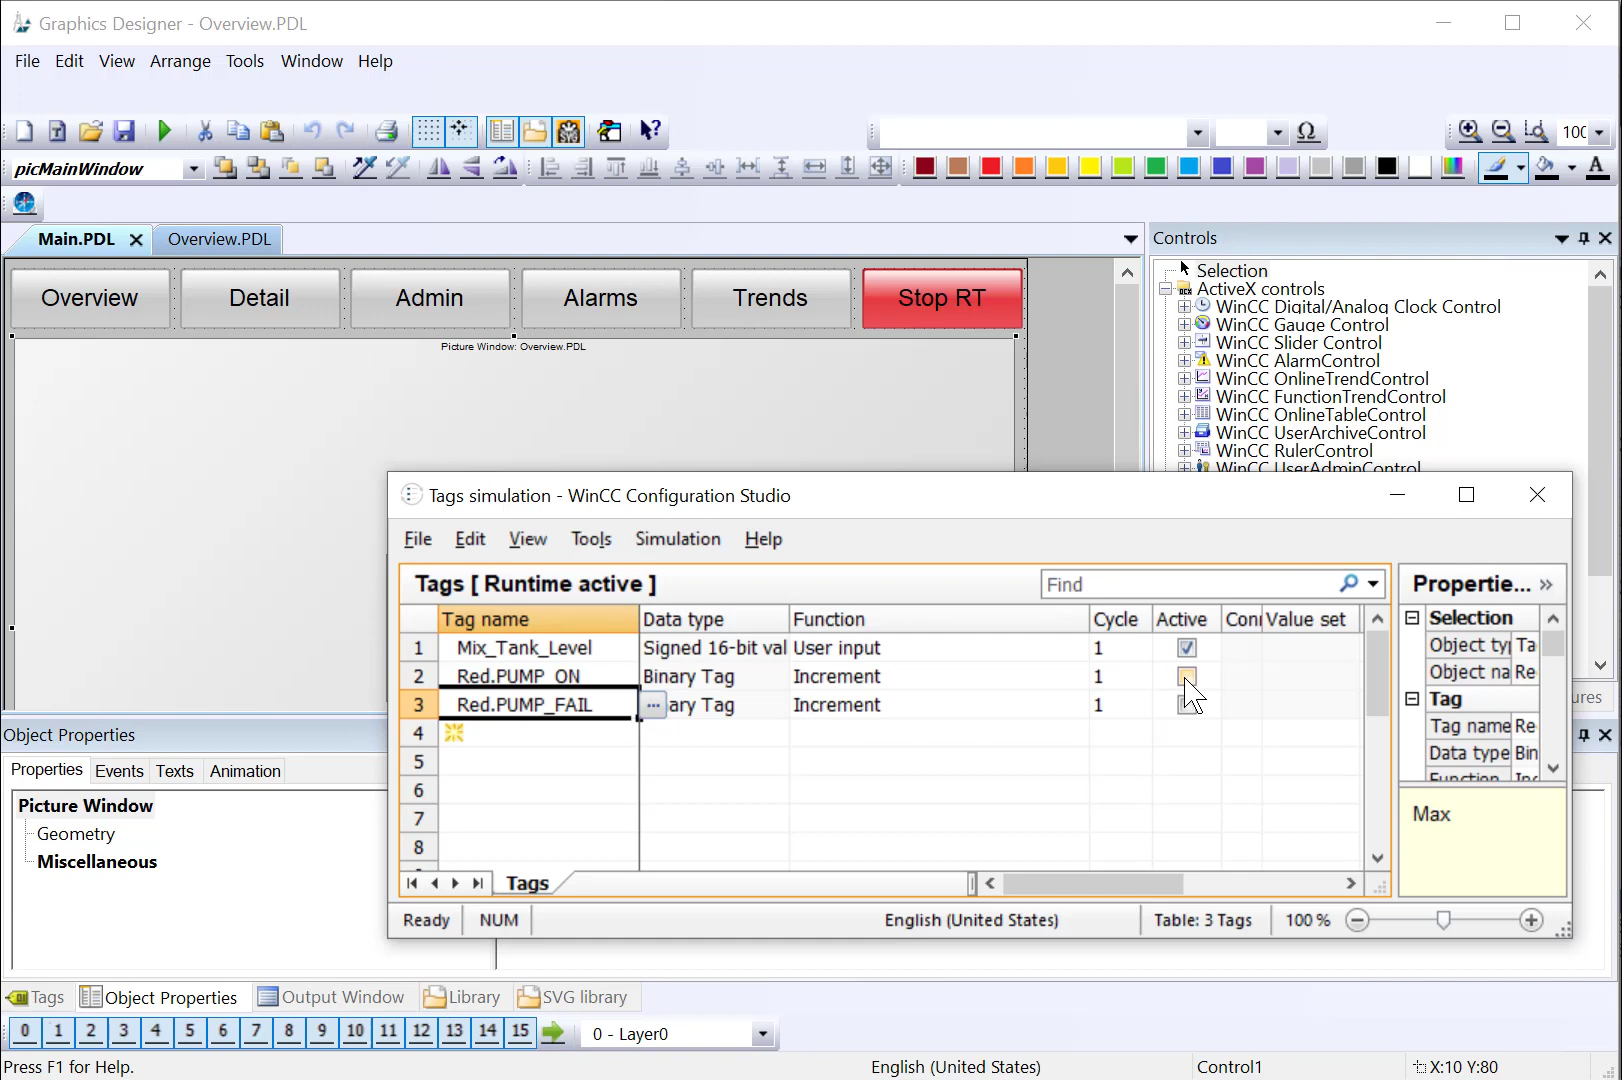 Graphics Designer - Overview.PDL
File Edit View Arrange Tools Window Help
picMainWindow
Main.PDL
Overview.PDL
Controls
Overview
Detail
Admin
Alarms
Trends
Stop RT
Picture Window: Overview.PDL
Selection
ActiveX controls
WinCC Digital/Analog Clock Control
WinCC Gauge Control
WinCC Slider Control
WinCC AlarmControl
WinCC OnlineTrendControl
WinCC FunctionTrendControl
WinCC OnlineTableControl
WinCC UserArchiveControl
WinCC RulerControl
WinCC UserAdminControl
Tags simulation - WinCC Configuration Studio
File Edit View Tools Simulation Help
Tags [ Runtime active ]
Find
Tag name Data type Function Cycle Active Con Value set
1 Mix_Tank_Level Signed 16-bit val User input 1
2 Red.PUMP_ON Binary Tag Increment 1
3 Red.PUMP_FAIL ... ary Tag Increment 1
4
5
6
7
8
Tags
Propertie... »
Selection
Object ty Ta
Object na Re
Tag
Tag name Re
Data type Bin
Function Inc
Max
Ready NUM English (United States) Table: 3 Tags 100 %
ures
Object Properties
Properties Events Texts Animation
Picture Window
Geometry
Miscellaneous
Tags Object Properties Output Window Library SVG library
0 1 2 3 4 5 6 7 8 9 10 11 12 13 14 15
0 - Layer0
Press F1 for Help. English (United States) Control1 X:10 Y:80